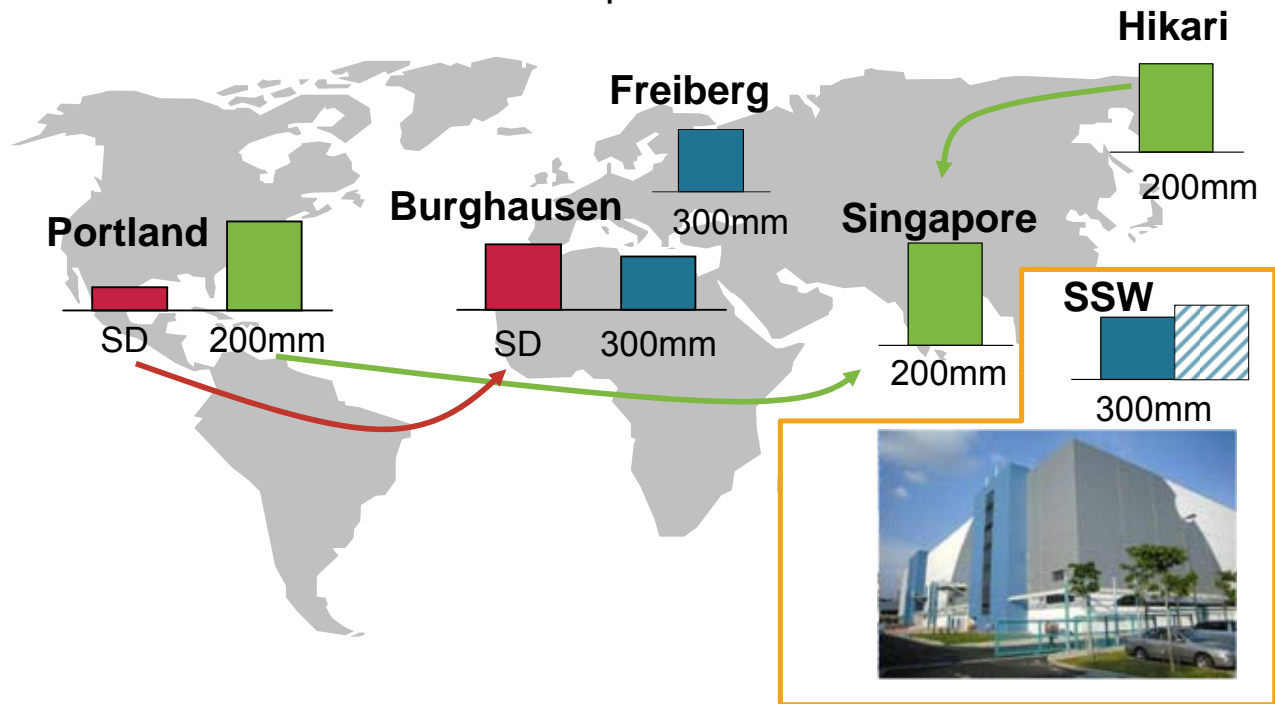 Hikari
200mm
Freiberg
300mm
Burghausen
SD 300mm
Portland
SD 200mm
Singapore
200mm
SSW
300mm